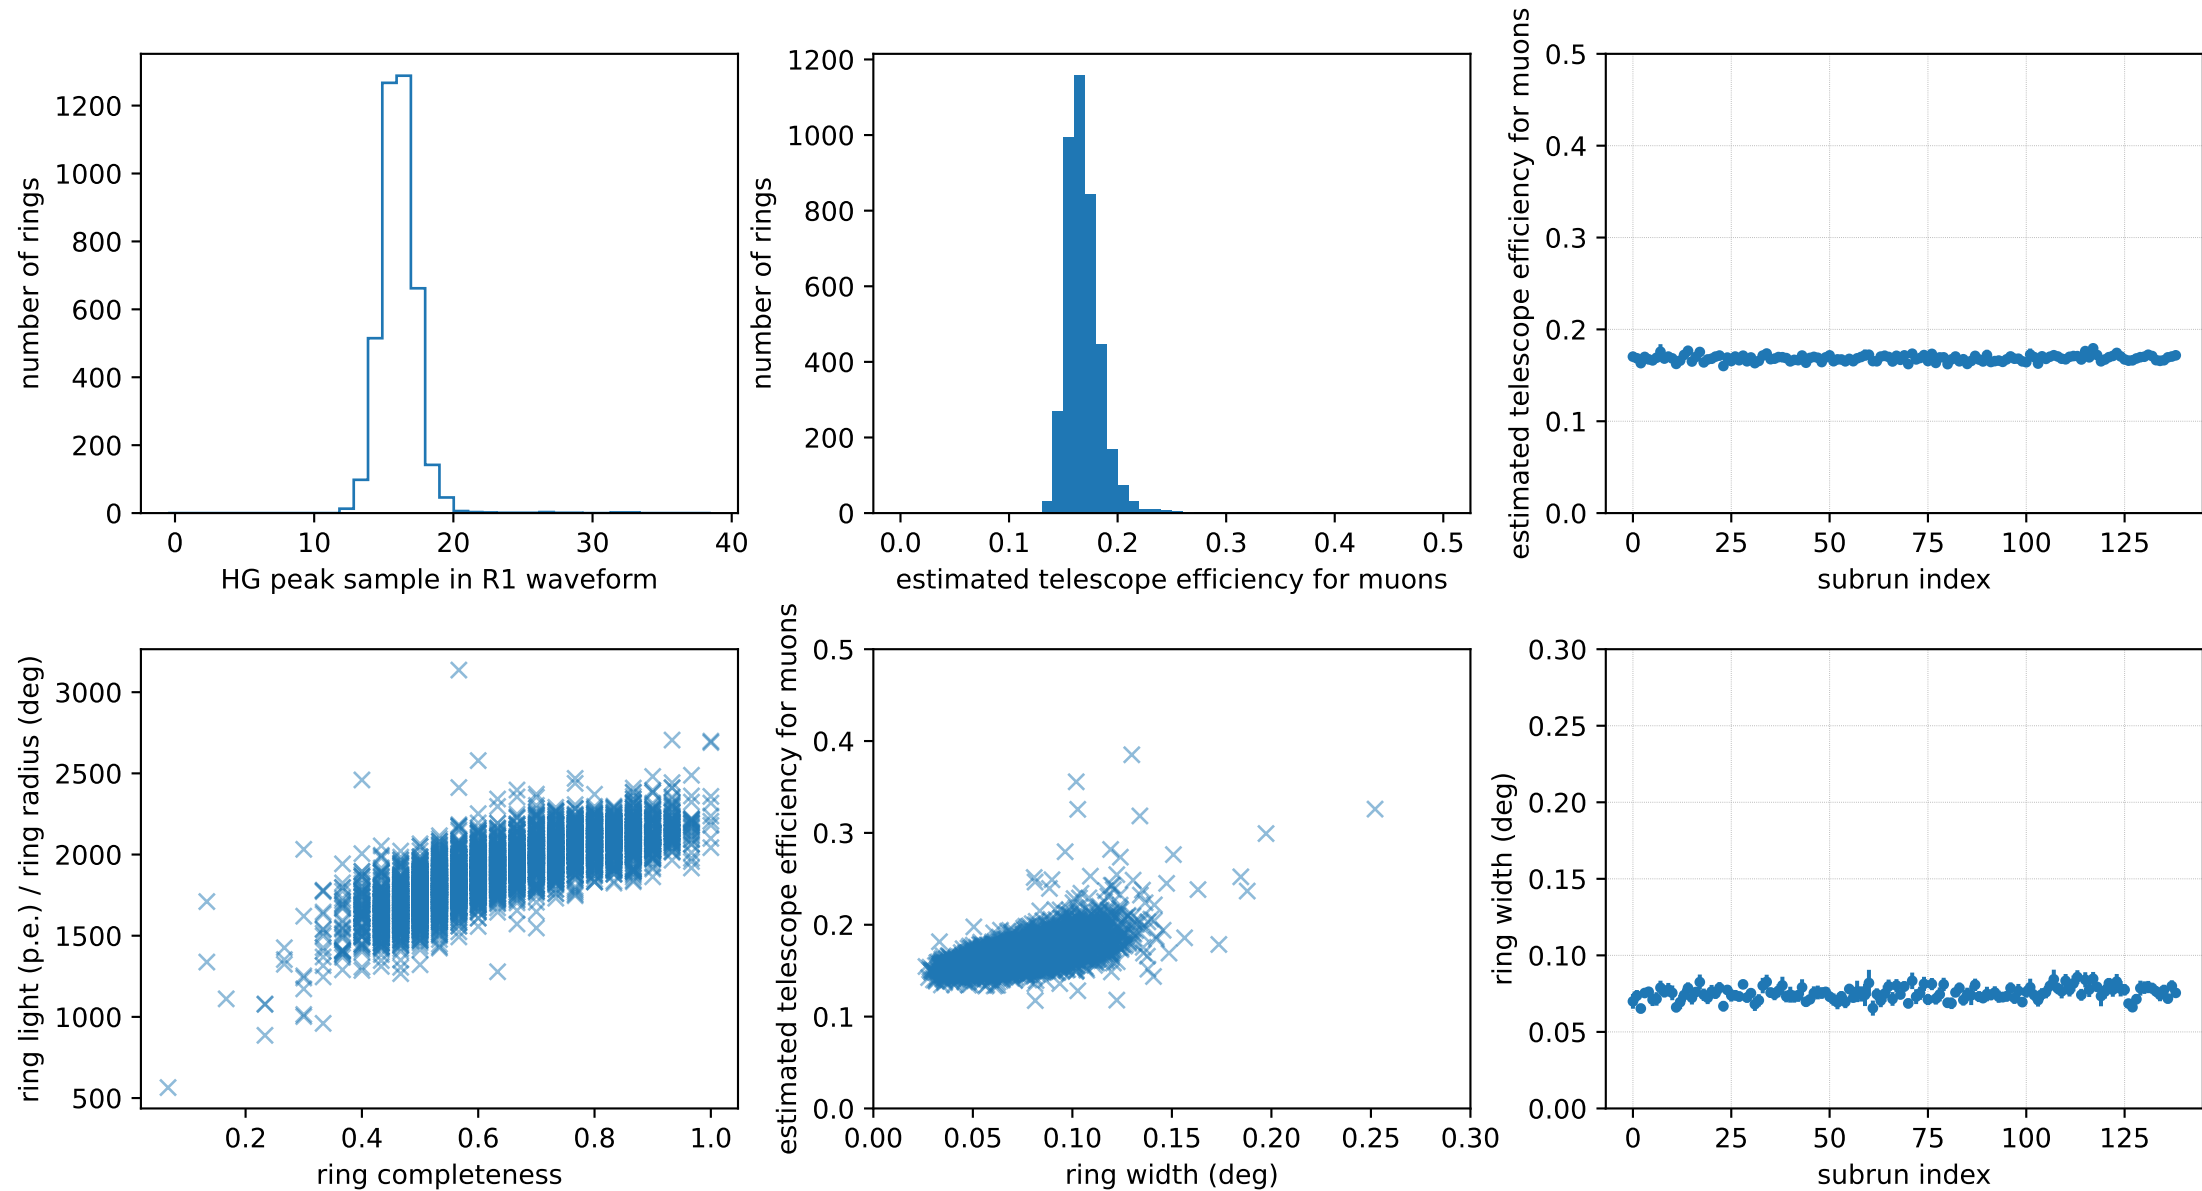 1200
1000
800
600
400
200
0
number of rings
0 10 20 30 40
HG peak sample in R1 waveform
1200
1000
800
600
400
200
0
number of rings
0.0 0.1 0.2 0.3 0.4 0.5
estimated telescope efficiency for muons
0.5
0.4
0.3
0.2
0.1
0.0
estimated telescope efficiency for muons
0 25 50 75 100 125
subrun index
3000
2500
2000
1500
1000
500
ring light (p.e.) / ring radius (deg)
0.2 0.4 0.6 0.8 1.0
ring completeness
0.5
0.4
0.3
0.2
0.1
0.0
estimated telescope efficiency for muons
0.00 0.05 0.10 0.15 0.20 0.25 0.30
ring width (deg)
0.30
0.25
0.20
0.15
0.10
0.05
0.00
ring width (deg)
0 25 50 75 100 125
subrun index